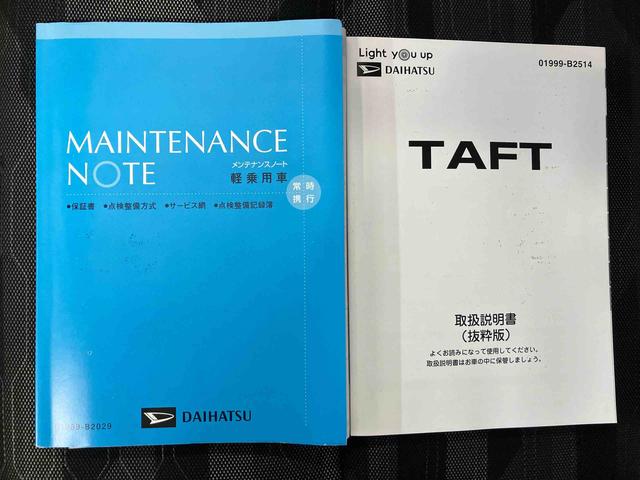 MAINTENANCE
NOTE
メンテナンスノート
軽乗用車
常時
携行
●保証書 ●点検整備方式 ●サービス網 ●点検整備記録簿
DAIHATSU
01999-B2029
Light you up
DAIHATSU
01999-B2514
TAFT
取扱説明書
(抜粋版)
よくお読みになって使用してください。
取扱説明書はお車の中に保管しましょう。